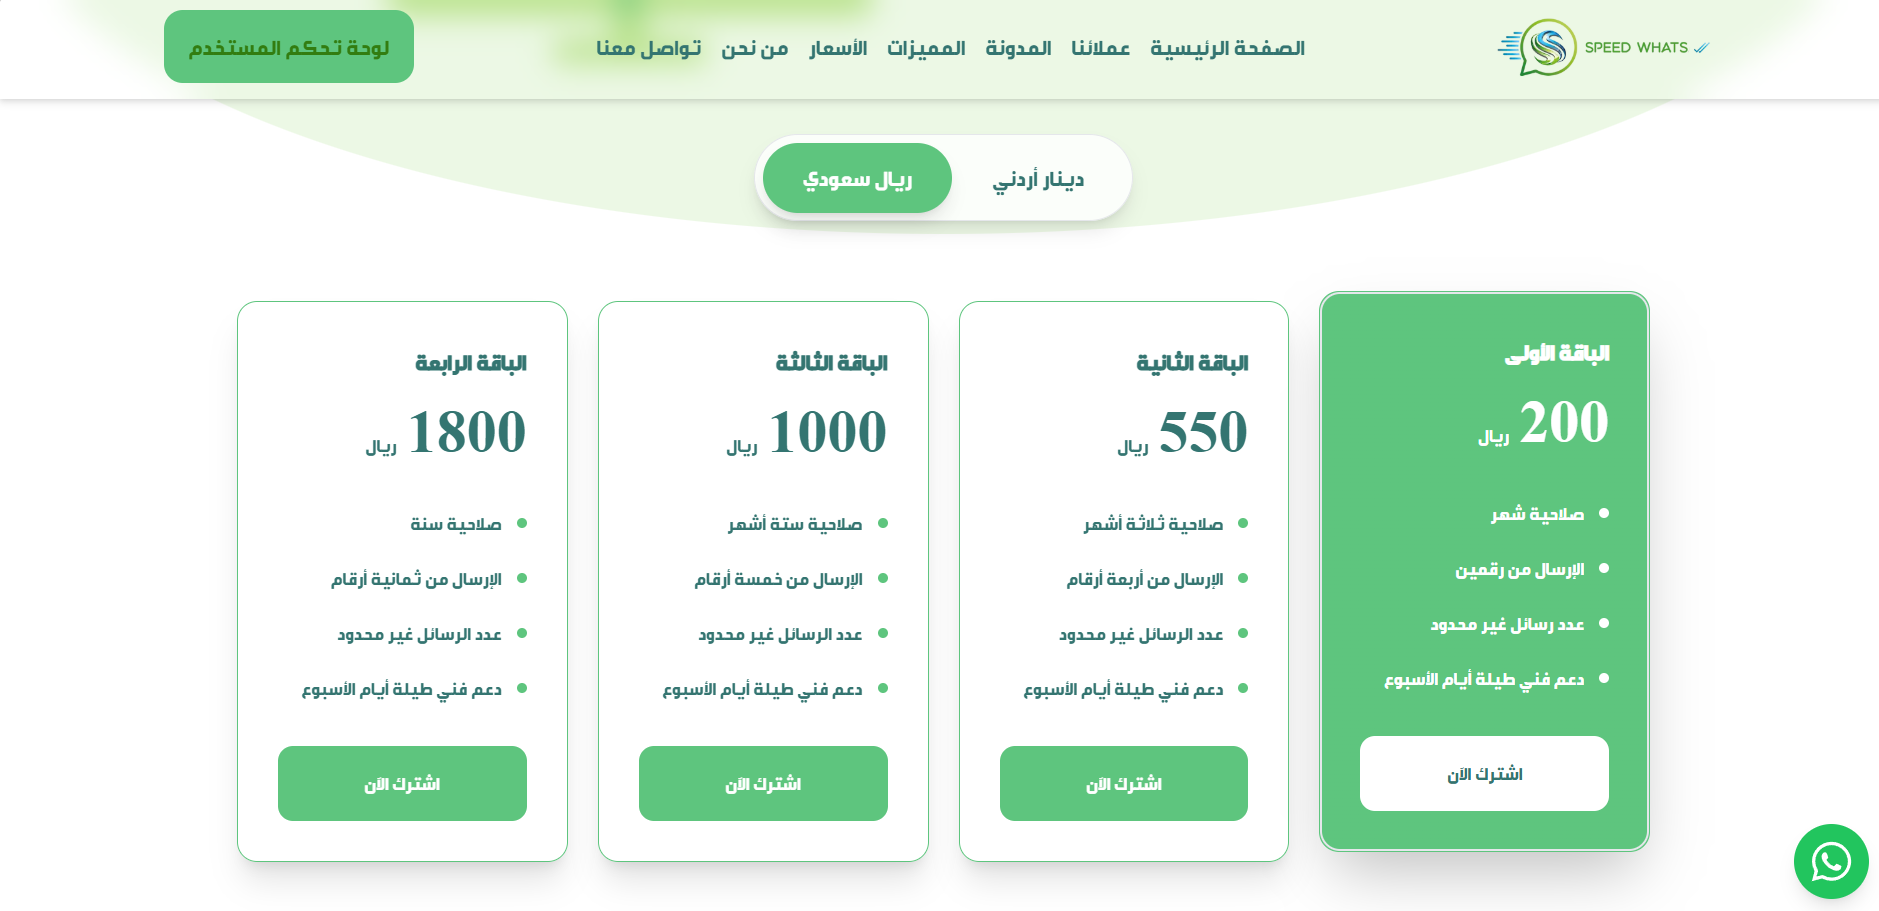 SPEED WHATS
الصفحة الرئيسية
عملائنا
المدونة
المميزات
الأسعار
من نحن
تواصل معنا
لوحة تحكم المستخدم
دينار أردني
ريال سعودي
الباقة الأولى
200 ريال
صلاحية شهر
الإرسال من رقمين
عدد رسائل غير محدود
دعم فني طيلة أيام الأسبوع
اشترك الآن
الباقة الثانية
550 ريال
صلاحية ثلاثة أشهر
الإرسال من أربعة أرقام
عدد الرسائل غير محدود
دعم فني طيلة أيام الأسبوع
اشترك الآن
الباقة الثالثة
1000 ريال
صلاحية ستة أشهر
الإرسال من خمسة أرقام
عدد الرسائل غير محدود
دعم فني طيلة أيام الأسبوع
اشترك الآن
الباقة الرابعة
1800 ريال
صلاحية سنة
الإرسال من ثمانية أرقام
عدد الرسائل غير محدود
دعم فني طيلة أيام الأسبوع
اشترك الآن